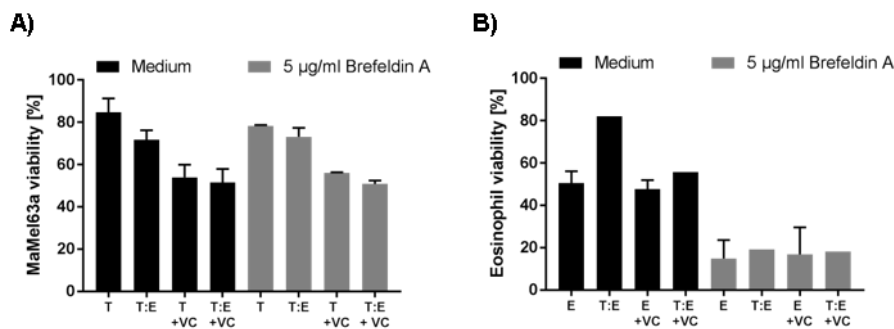 A)
Medium
5 µg/ml Brefeldin A
MaMel63a viability [%]
100
80
60
40
20
0
T
T:E
T
+VC
T:E
+VC
T
T:E
T
+VC
T:E
+ VC
B)
Medium
5 µg/ml Brefeldin A
Eosinophil viability [%]
100
80
60
40
20
0
E
T:E
E
+VC
T:E
+VC
E
T:E
E
+VC
T:E
+VC